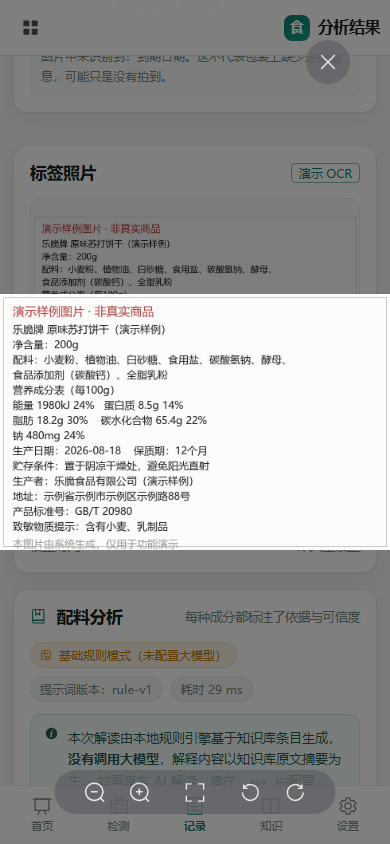 食 分析结果
图片中未识别到：到期日期。这不代表包装上缺少
息，可能只是没有拍到。
标签照片
演示 OCR
演示样例图片 · 非真实商品
乐脆牌 原味苏打饼干（演示样例）
净含量：200g
配料：小麦粉、植物油、白砂糖、食用盐、碳酸氢钠、酵母、
食品添加剂（碳酸钙）、全脂乳粉
演示样例图片 · 非真实商品
乐脆牌 原味苏打饼干（演示样例）
净含量：200g
配料：小麦粉、植物油、白砂糖、食用盐、碳酸氢钠、酵母、
食品添加剂（碳酸钙）、全脂乳粉
营养成分表（每100g）
能量 1980kJ 24% 蛋白质 8.5g 14%
脂肪 18.2g 30% 碳水化合物 65.4g 22%
钠 480mg 24%
生产日期：2026-08-18 保质期：12个月
贮存条件：置于阴凉干燥处，避免阳光直射
生产者：乐脆食品有限公司（演示样例）
地址：示例省示例市示例区示例路88号
产品标准号：GB/T 20980
致敏物质提示：含有小麦、乳制品
本图片由系统生成，仅用于功能演示
配料分析
每种成分都标注了依据与可信度
基础规则模式（未配置大模型）
提示词版本：rule-v1
耗时 29 ms
本次解读由本地规则引擎基于知识库条目生成，
没有调用大模型，解释内容以知识库原文摘要为
首页
检测
记录
知识
设置